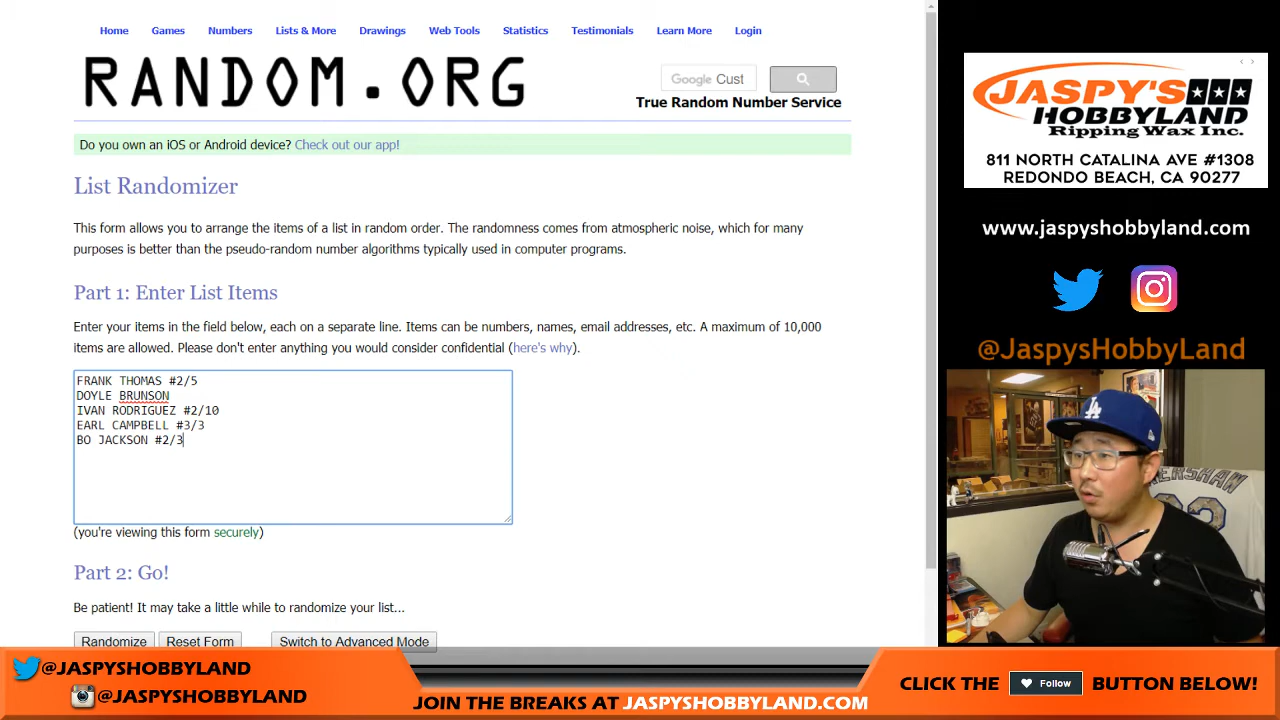 Home Games Numbers Lists & More Drawings Web Tools Statistics Testimonials Learn More Login
RANDOM.ORG
Google Cust
True Random Number Service
Do you own an iOS or Android device? Check out our app!
List Randomizer
This form allows you to arrange the items of a list in random order. The randomness comes from atmospheric noise, which for many
purposes is better than the pseudo-random number algorithms typically used in computer programs.
Part 1: Enter List Items
Enter your items in the field below, each on a separate line. Items can be numbers, names, email addresses, etc. A maximum of 10,000
items are allowed. Please don't enter anything you would consider confidential (here's why).
FRANK THOMAS #2/5
DOYLE BRUNSON
IVAN RODRIGUEZ #2/10
EARL CAMPBELL #3/3
BO JACKSON #2/3
(you're viewing this form securely)
Part 2: Go!
Be patient! It may take a little while to randomize your list...
Randomize Reset Form Switch to Advanced Mode
JASPY'S
HOBBYLAND
Ripping Wax Inc.
811 NORTH CATALINA AVE #1308
REDONDO BEACH, CA 90277
www.jaspyshobbyland.com
@JaspysHobbyLand
@JASPYSHOBBYLAND
@JASPYSHOBBYLAND
JOIN THE BREAKS AT JASPYSHOBBYLAND.COM
CLICK THE Follow BUTTON BELOW!